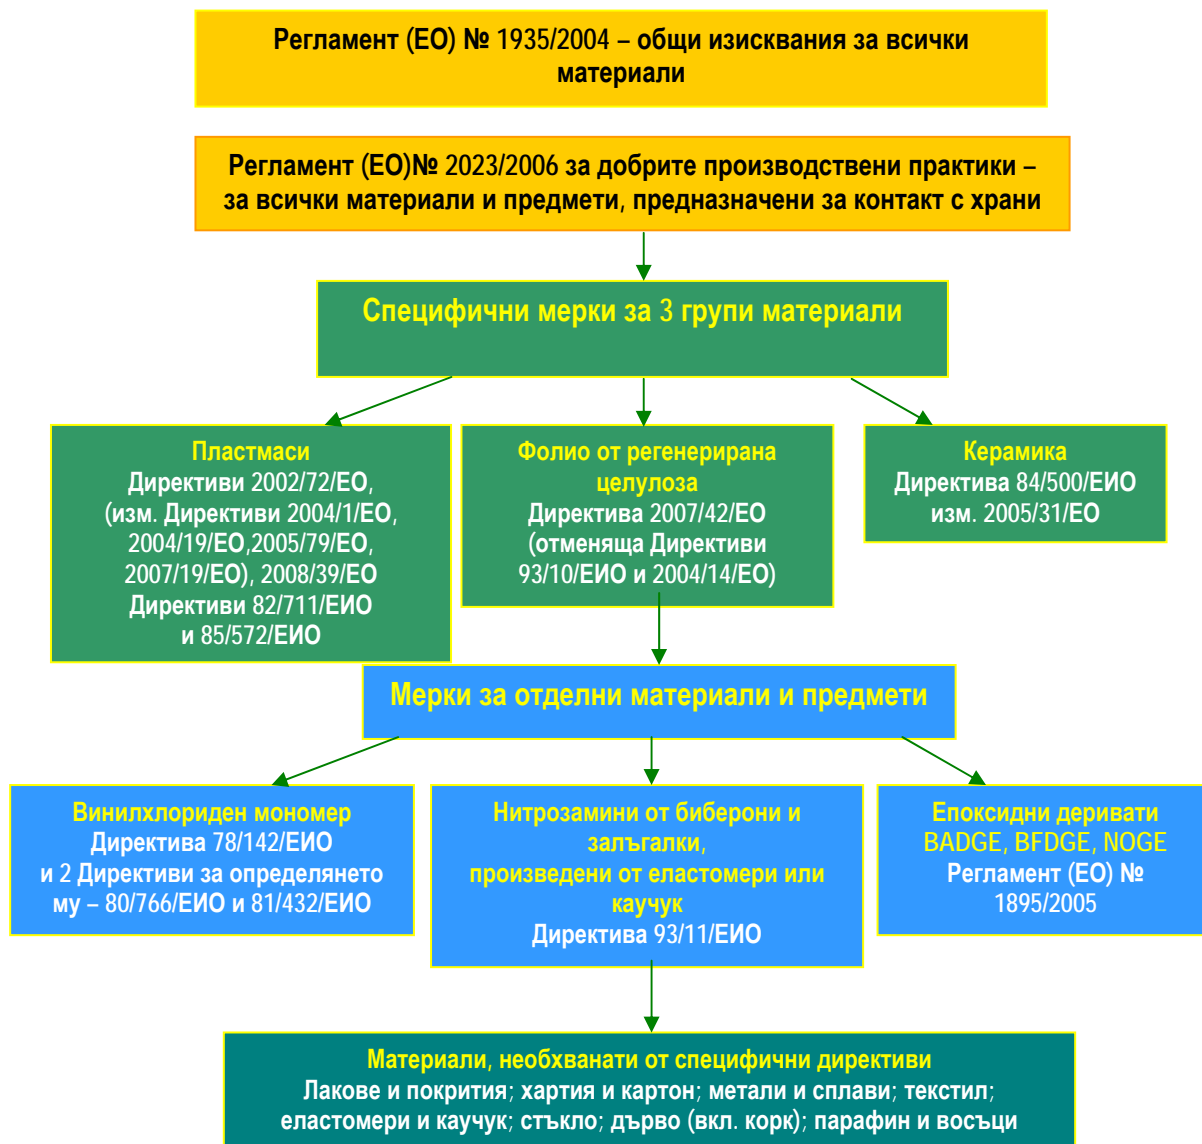 Регламент (ЕО) № 1935/2004 – общи изисквания за всички
материали
Регламент (ЕО)№ 2023/2006 за добрите производствени практики –
за всички материали и предмети, предназначени за контакт с храни
Специфични мерки за 3 групи материали
Пластмаси
Директиви 2002/72/ЕО,
(изм. Директиви 2004/1/ЕО,
2004/19/ЕО,2005/79/ЕО,
2007/19/ЕО), 2008/39/ЕО
Директиви 82/711/ЕИО
и 85/572/ЕИО
Фолио от регенерирана
целулоза
Директива 2007/42/ЕО
(отменяща Директиви
93/10/ЕИО и 2004/14/ЕО)
Керамика
Директива 84/500/ЕИО
изм. 2005/31/ЕО
Мерки за отделни материали и предмети
Винилхлориден мономер
Директива 78/142/ЕИО
и 2 Директиви за определянето
му – 80/766/ЕИО и 81/432/ЕИО
Нитрозамини от биберони и
залъгалки,
произведени от еластомери или
каучук
Директива 93/11/ЕИО
Епоксидни деривати
BADGE, BFDGE, NOGE
Регламент (ЕО) №
1895/2005
Материали, необхванати от специфични директиви
Лакове и покрития; хартия и картон; метали и сплави; текстил;
еластомери и каучук; стъкло; дърво (вкл. корк); парафин и восъци